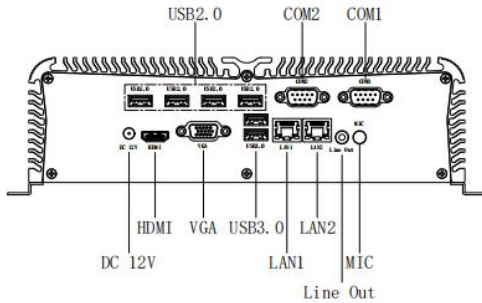 USB2.0 COM2 COM1
USB2.0 USB2.0 USB2.0 USB2.0 COM2 COM1
DC 12V HDMI VGA USB3.0 LAN1 LAN2 Line Out MIC
HDMI VGA USB3.0 LAN2
DC 12V LAN1 MIC
Line Out